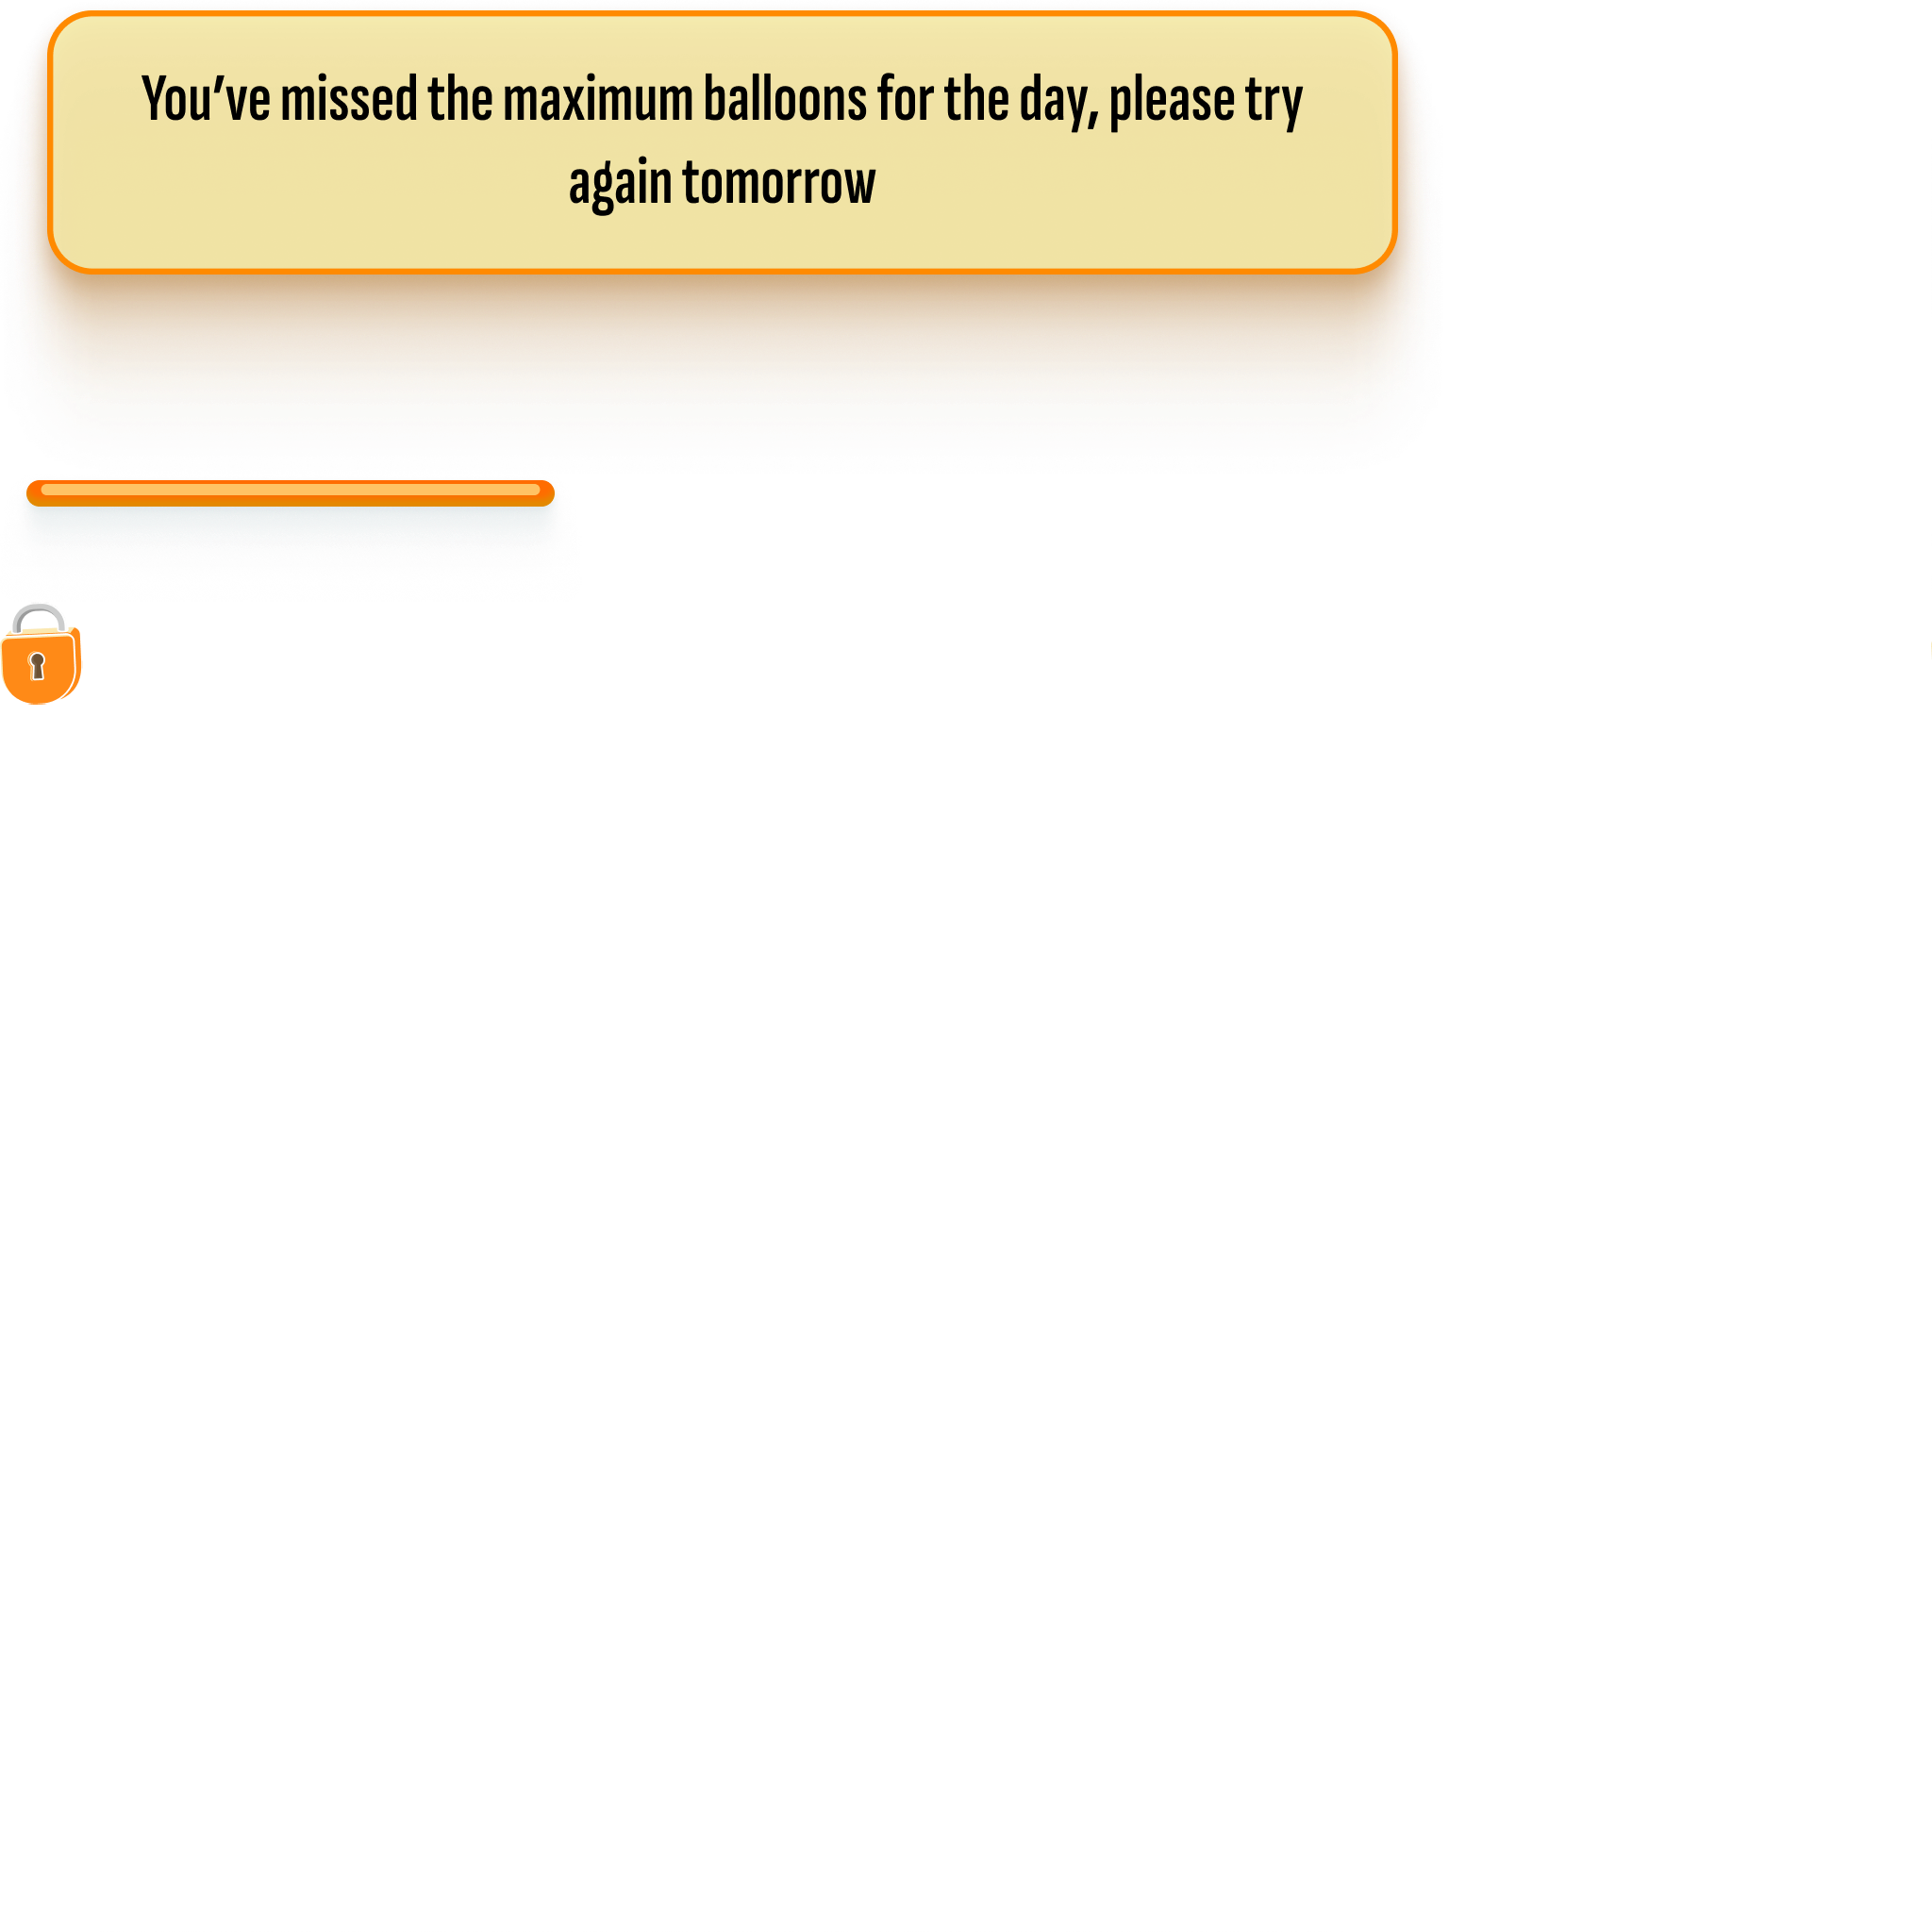 You've missed the maximum balloons for the day, please try
again tomorrow